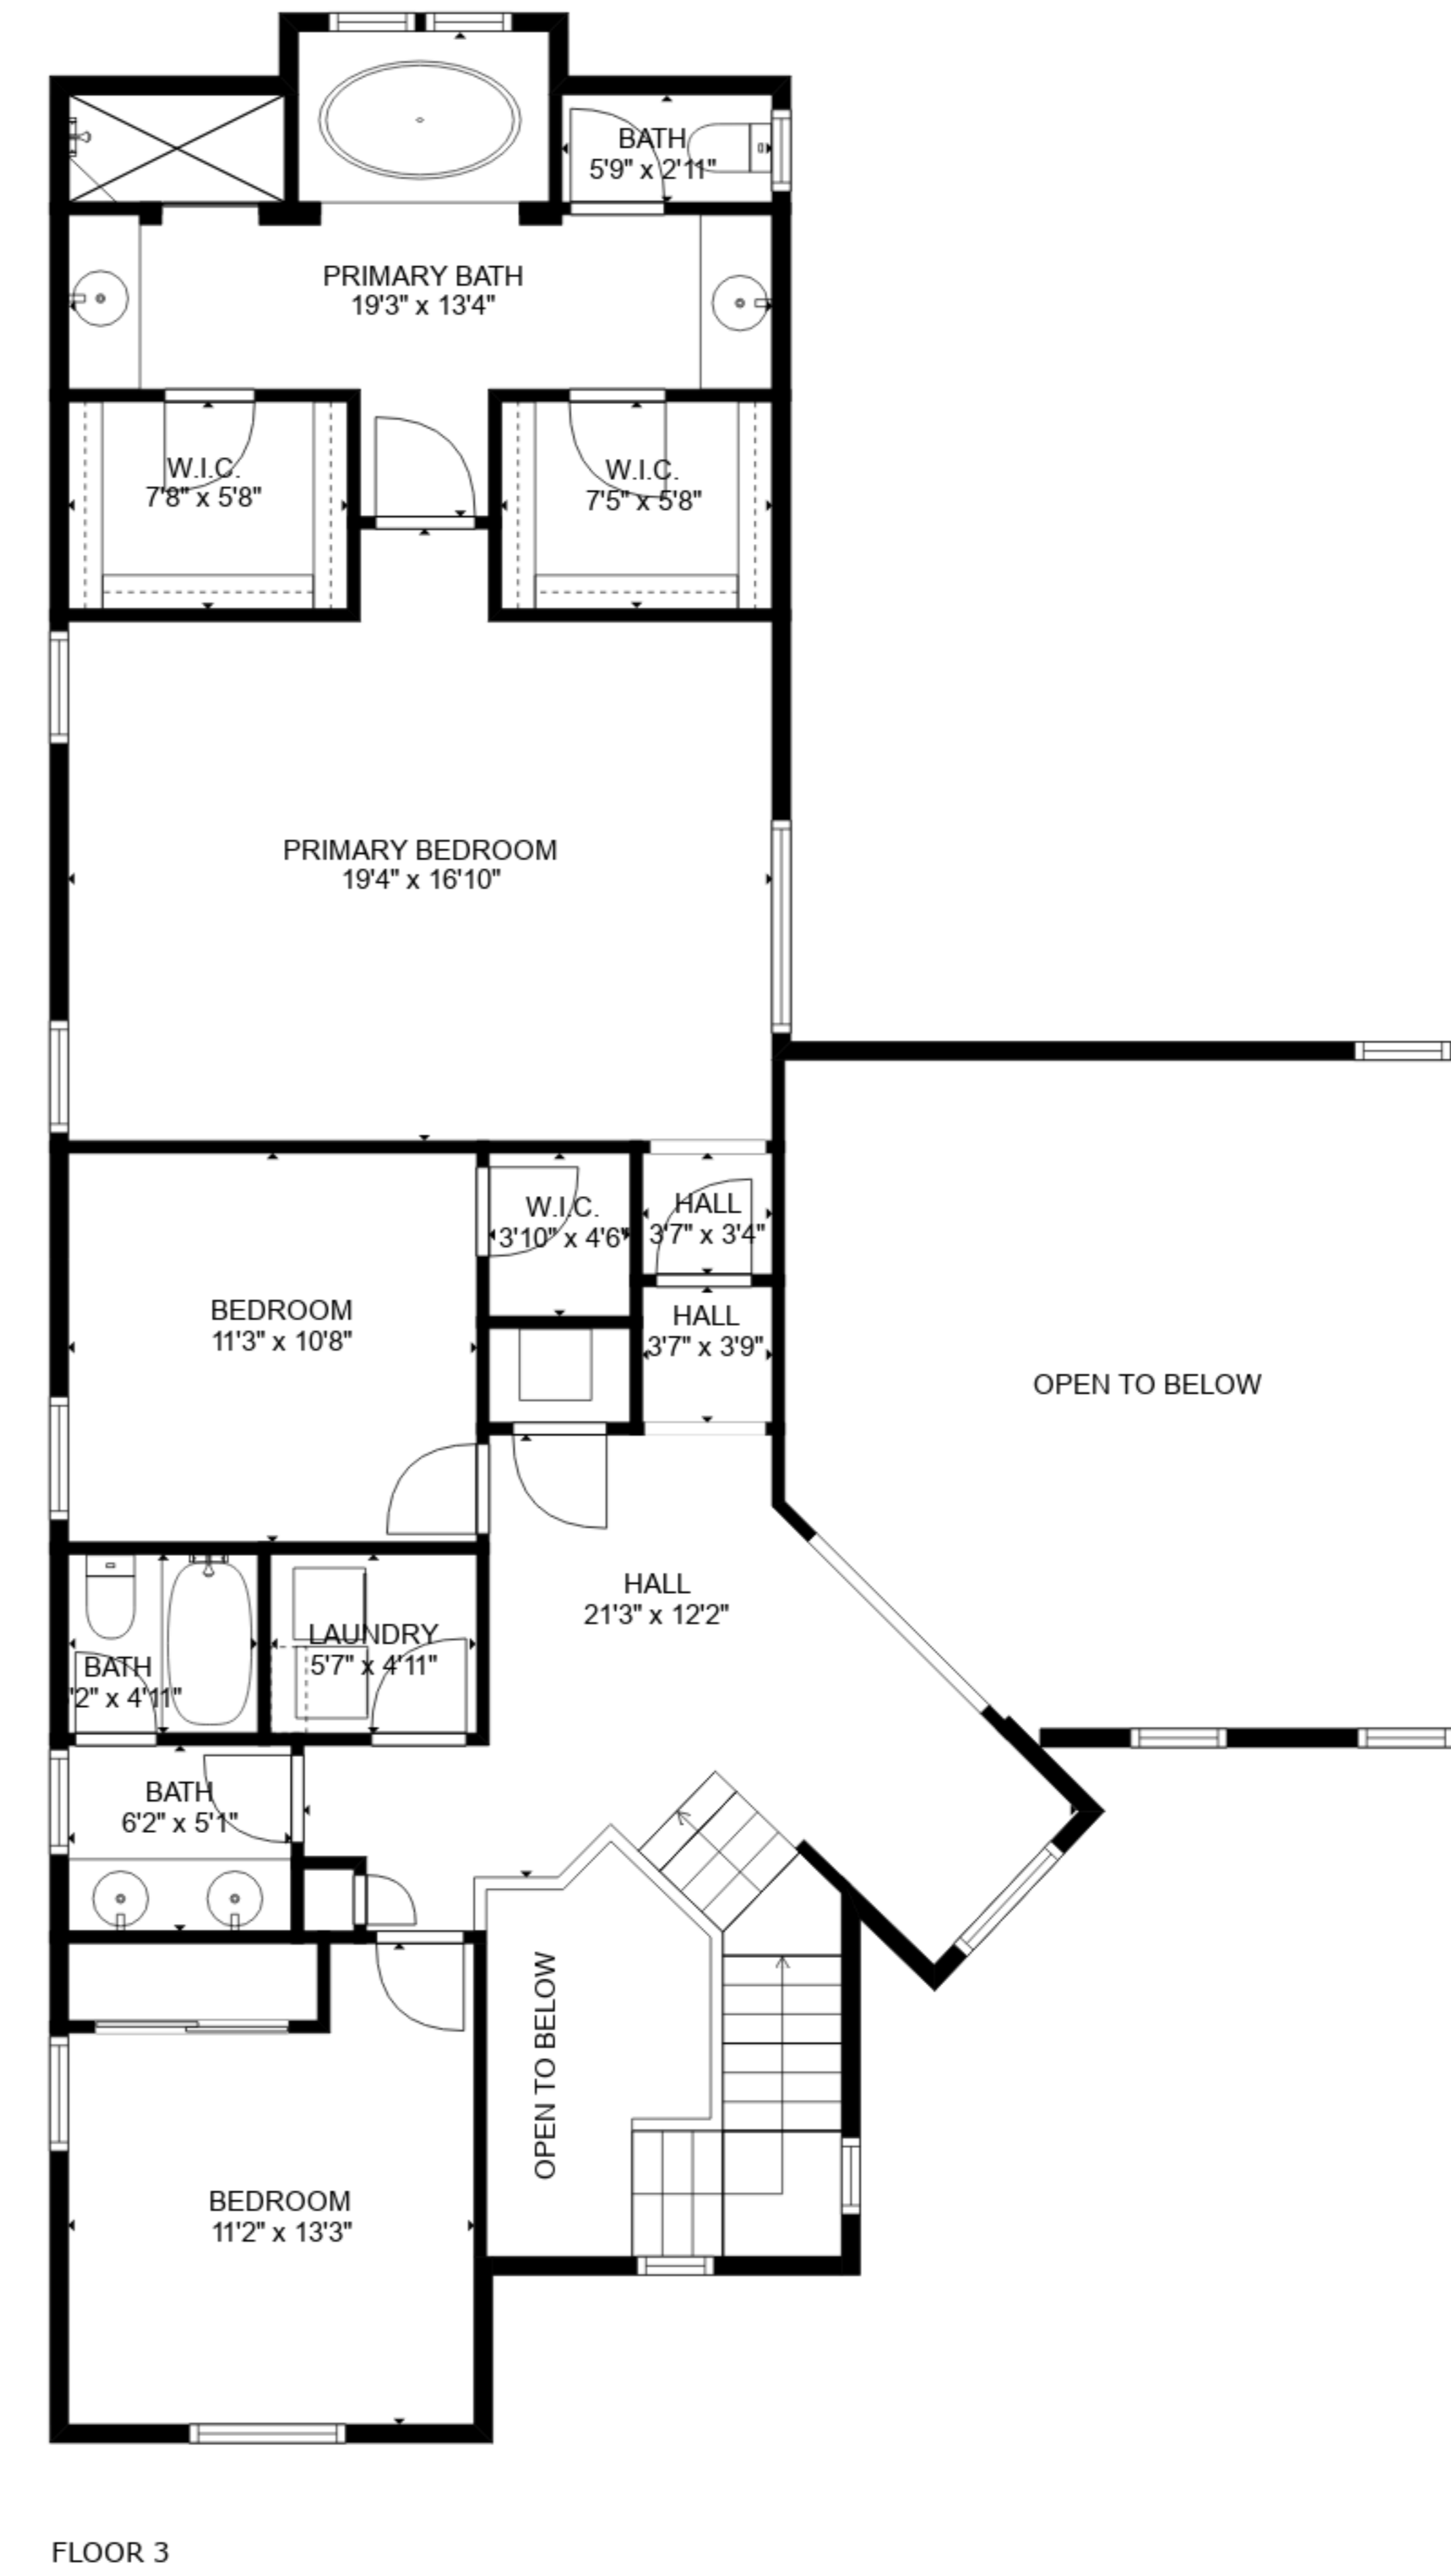 BATH
5'9" x 2'11"
PRIMARY BATH
19'3" x 13'4"
W.I.C.
7'8" x 5'8"
W.I.C.
7'5" x 5'8"
PRIMARY BEDROOM
19'4" x 16'10"
W.I.C.
3'10" x 4'6"
HALL
3'7" x 3'4"
BEDROOM
11'3" x 10'8"
HALL
3'7" x 3'9"
OPEN TO BELOW
HALL
21'3" x 12'2"
LAUNDRY
5'7" x 4'11"
BATH
'2" x 4'11"
BATH
6'2" x 5'1"
OPEN TO BELOW
BEDROOM
11'2" x 13'3"
FLOOR 3